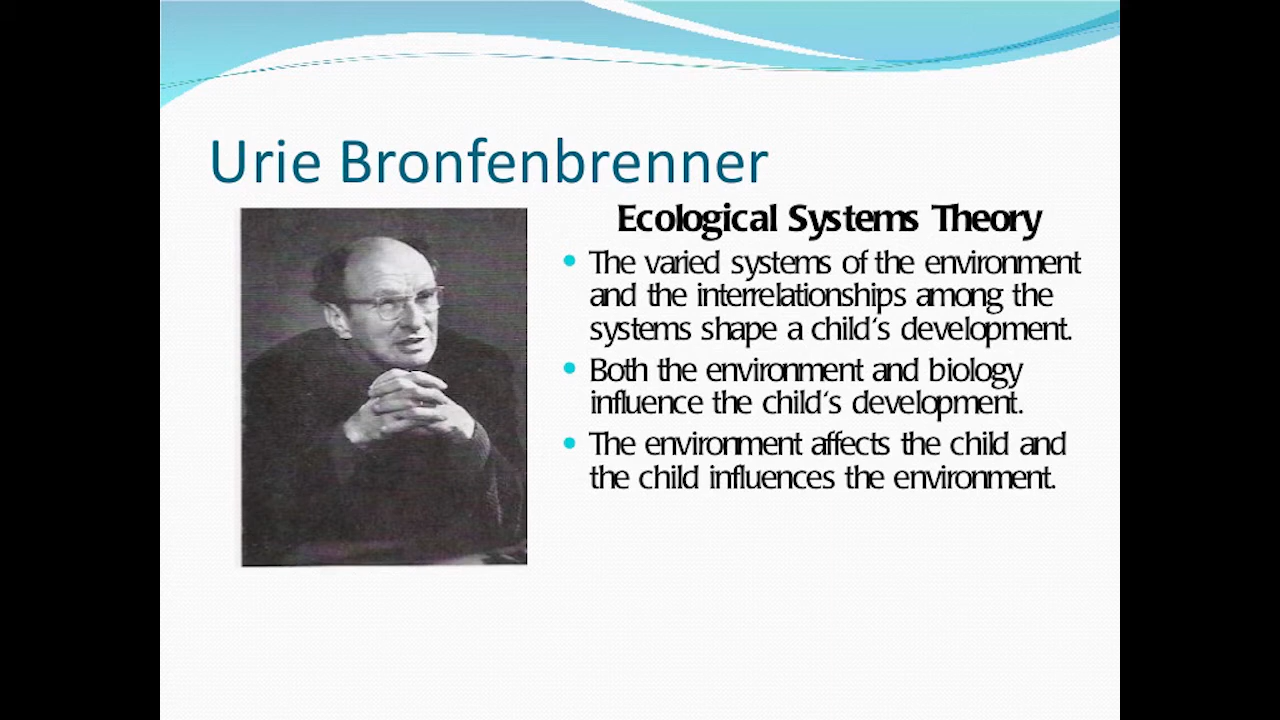 Urie Bronfenbrenner
Ecological Systems Theory
• The varied systems of the environment
and the interrelationships among the
systems shape a child's development.
• Both the environment and biology
influence the child's development.
• The environment affects the child and
the child influences the environment.